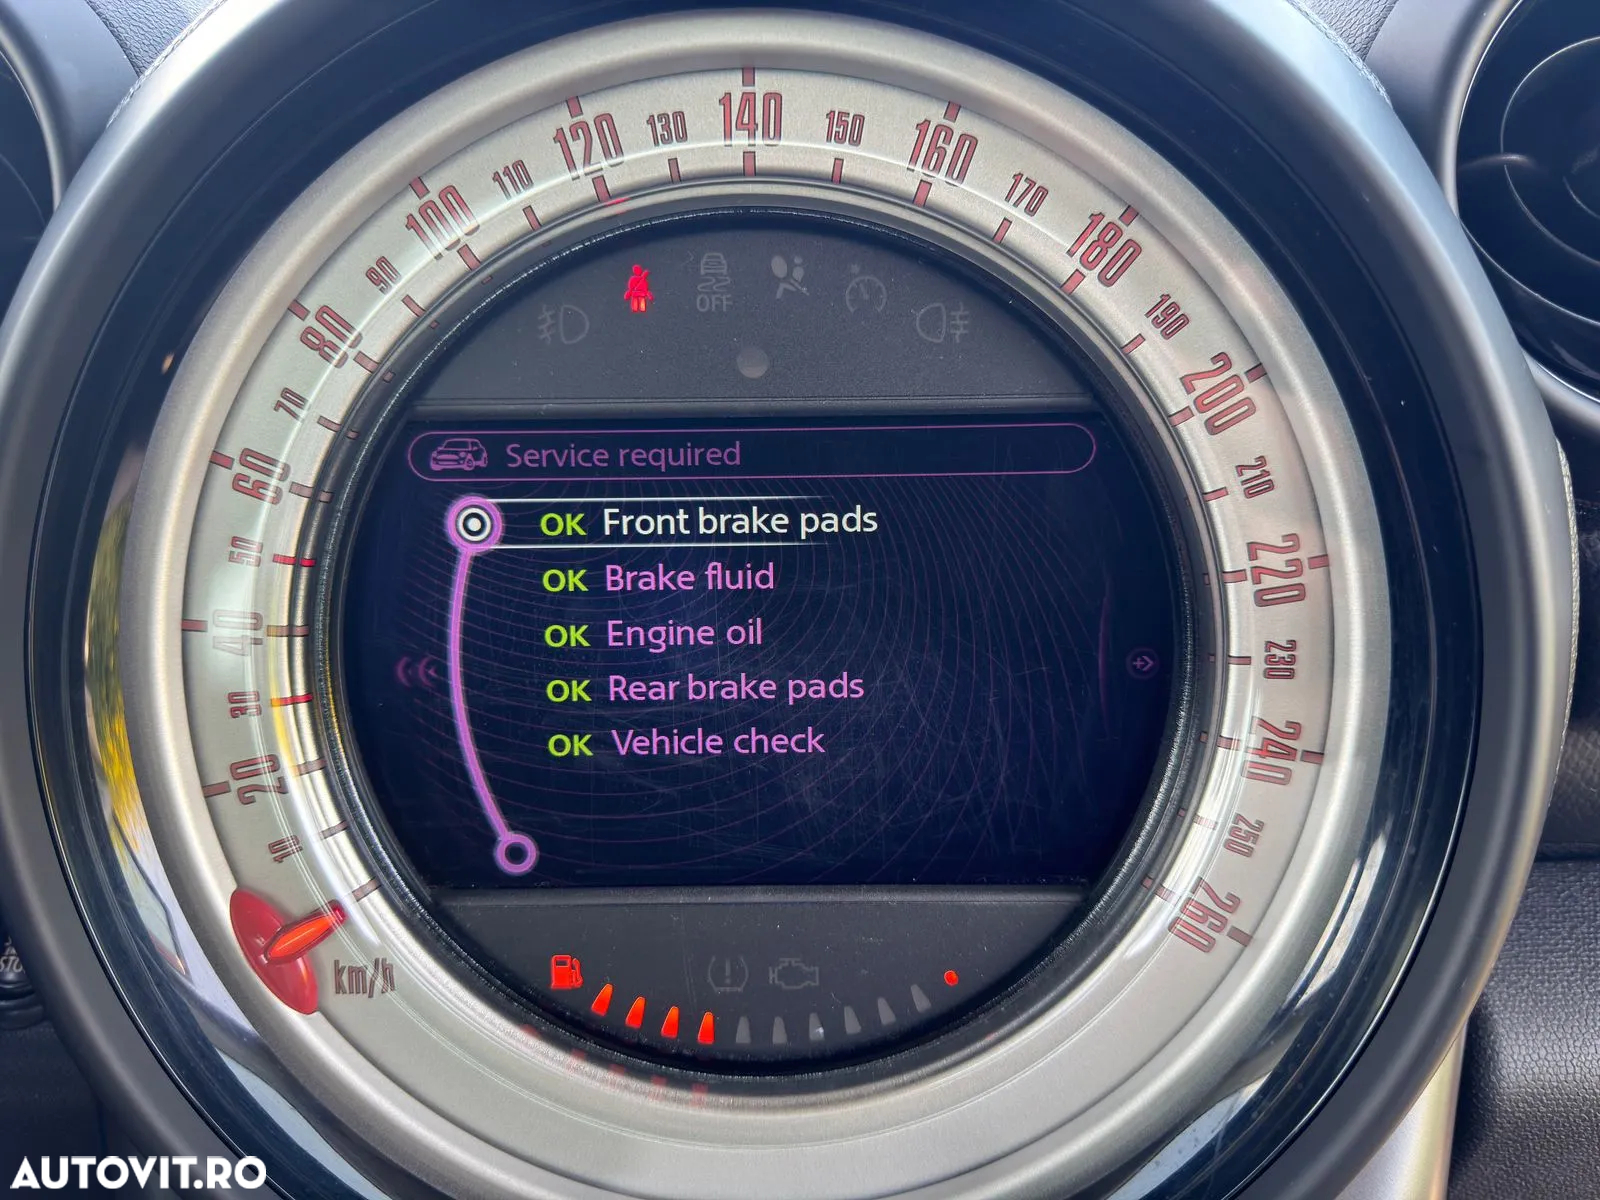 10
20
30
40
50
60
70
80
90
100
110
120
130
140
150
160
170
180
190
200
210
220
230
240
250
260
km/h
OFF
Service required
OK Front brake pads
OK Brake fluid
OK Engine oil
OK Rear brake pads
OK Vehicle check
AUTOVIT.RO